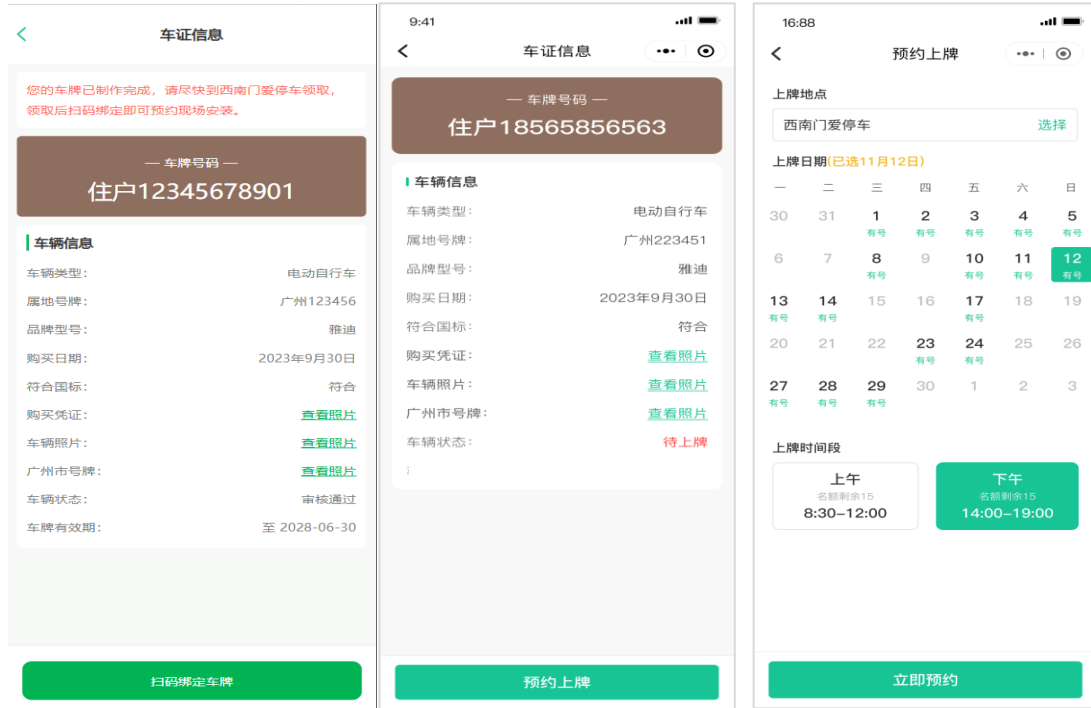 车证信息
您的车牌已制作完成，请尽快到西南门爱停车领取，
领取后扫码绑定即可预约现场安装。
— 车牌号码 —
住户12345678901
车辆信息
车辆类型： 电动自行车
属地号牌： 广州123456
品牌型号： 雅迪
购买日期： 2023年9月30日
符合国标： 符合
购买凭证： 查看照片
车辆照片： 查看照片
广州市号牌： 查看照片
车辆状态： 审核通过
车牌有效期： 至 2028-06-30
扫码绑定车牌
9:41
车证信息
— 车牌号码 —
住户18565856563
车辆信息
车辆类型： 电动自行车
属地号牌： 广州223451
品牌型号： 雅迪
购买日期： 2023年9月30日
符合国标： 符合
购买凭证： 查看照片
车辆照片： 查看照片
广州市号牌： 查看照片
车辆状态： 待上牌
预约上牌
16:88
预约上牌
上牌地点
西南门爱停车 选择
上牌日期(已选11月12日)
一 二 三 四 五 六 日
30 31 1 2 3 4 5
有号 有号 有号 有号 有号
6 7 8 9 10 11 12
有号 有号 有号 有号
13 14 15 16 17 18 19
有号 有号 有号
20 21 22 23 24 25 26
有号 有号
27 28 29 30 1 2 3
有号 有号 有号
上牌时间段
上午 下午
名额剩余15 名额剩余15
8:30–12:00 14:00–19:00
立即预约